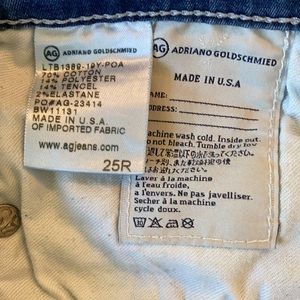 AG ADRIANO GOLDSCHMIED
LTB1389-19Y-POA
70% COTTON
14% POLYESTER
14% TENCEL
2%ELASTANE
PO#AG-23414
BW11131
MADE IN U.S.A
OF IMPORTED FABRIC
www.agjeans.com
25R
AG ADRIANO GOLDSCHMIED
MADE IN U.S.A
NAME:
ADDRESS:
Machine wash cold. Inside out.
Do not bleach. Tumble dry low
Laver à la machine
à l'eau froide,
à l'envers. Ne pas javelliser.
Sécher à la machine
cycle doux.